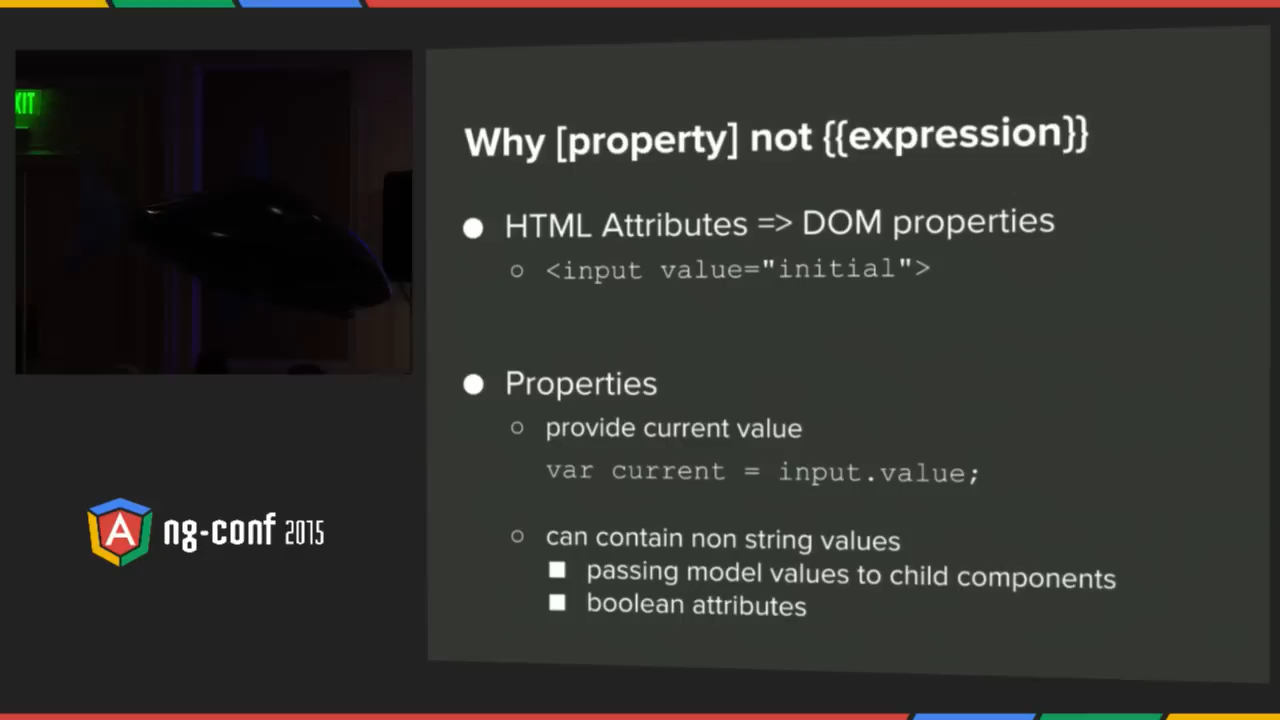 XIT
Why [property] not {{expression}}
● HTML Attributes => DOM properties
○ <input value="initial">
● Properties
○ provide current value
var current = input.value;
○ can contain non string values
■ passing model values to child components
■ boolean attributes
A ng-conf 2015